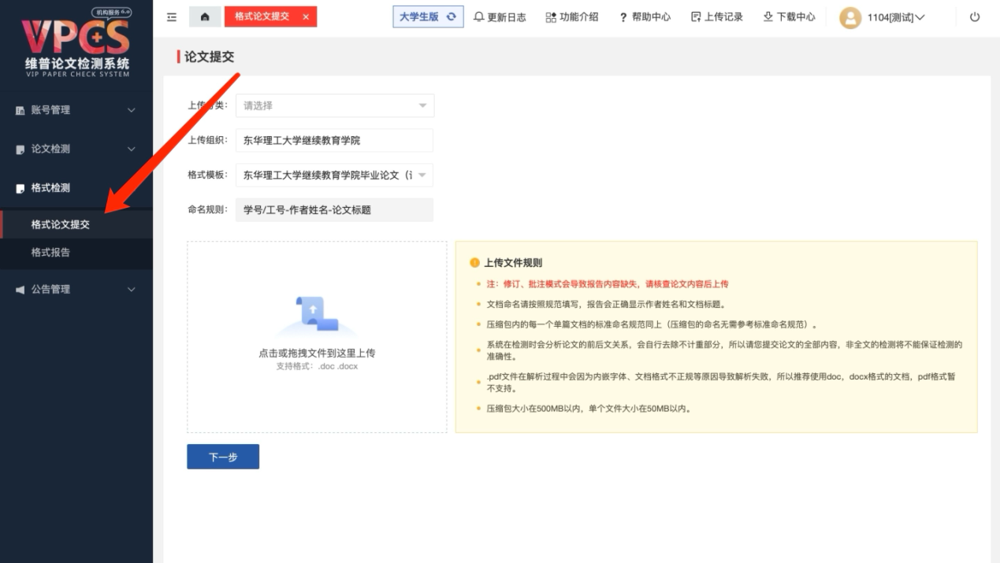 机构服务 6.0
VPCS
维普论文检测系统
VIP PAPER CHECK SYSTEM
格式论文提交 ×
大学生版
更新日志
功能介绍
? 帮助中心
上传记录
下载中心
1104[测试]
论文提交
账号管理
论文检测
格式检测
格式论文提交
格式报告
公告管理
上传分类： 请选择
上传组织： 东华理工大学继续教育学院
格式模板： 东华理工大学继续教育学院毕业论文（
命名规则： 学号/工号-作者姓名-论文标题
点击或拖拽文件到这里上传
支持格式：.doc .docx
上传文件规则
注：修订、批注模式会导致报告内容缺失，请核查论文内容后上传
文档命名请按照规范填写，报告会正确显示作者姓名和文档标题。
压缩包内的每一个单篇文档的标准命名规范同上（压缩包的命名无需参考标准命名规范）。
系统在检测时会分析论文的前后文关系，会自行去除不计重部分，所以请您提交论文的全部内容，非全文的检测将不能保证检测的
准确性。
.pdf文件在解析过程中会因为内嵌字体、文档格式不正规等原因导致解析失败，所以推荐使用doc，docx格式的文档，pdf格式暂
不支持。
压缩包大小在500MB以内，单个文件大小在50MB以内。
下一步